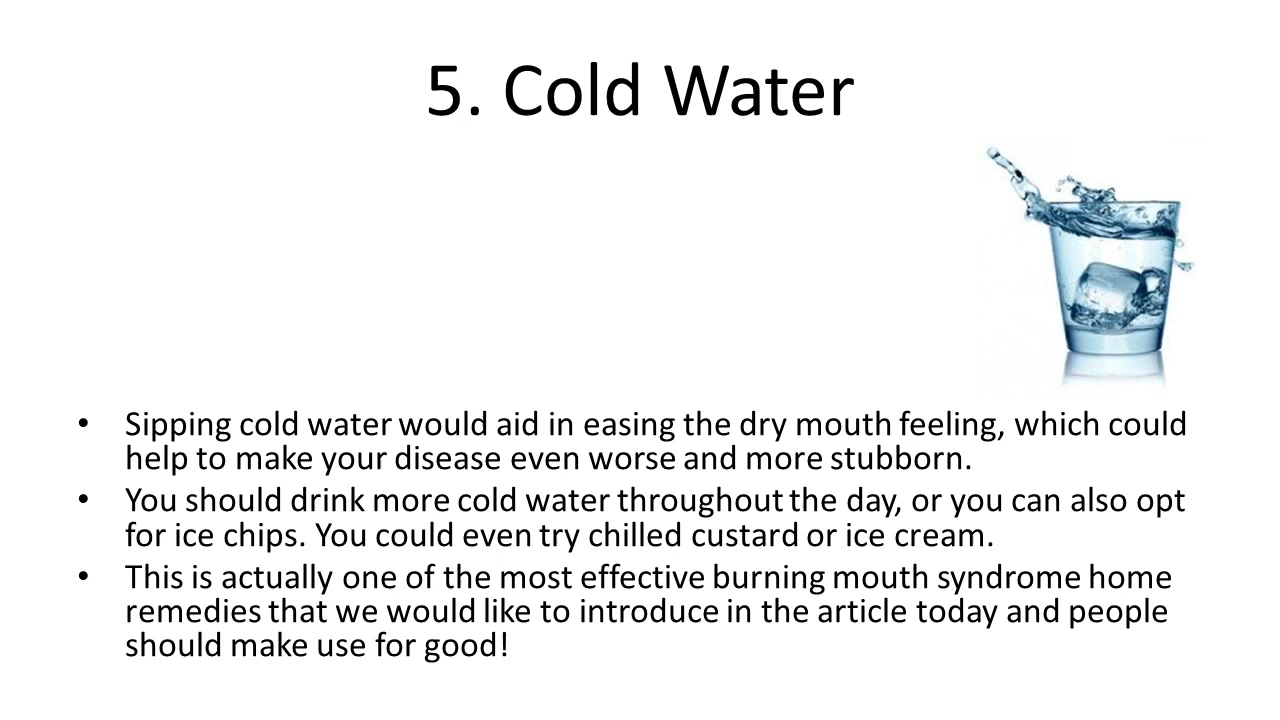 5. Cold Water
• Sipping cold water would aid in easing the dry mouth feeling, which could
help to make your disease even worse and more stubborn.
• You should drink more cold water throughout the day, or you can also opt
for ice chips. You could even try chilled custard or ice cream.
• This is actually one of the most effective burning mouth syndrome home
remedies that we would like to introduce in the article today and people
should make use for good!